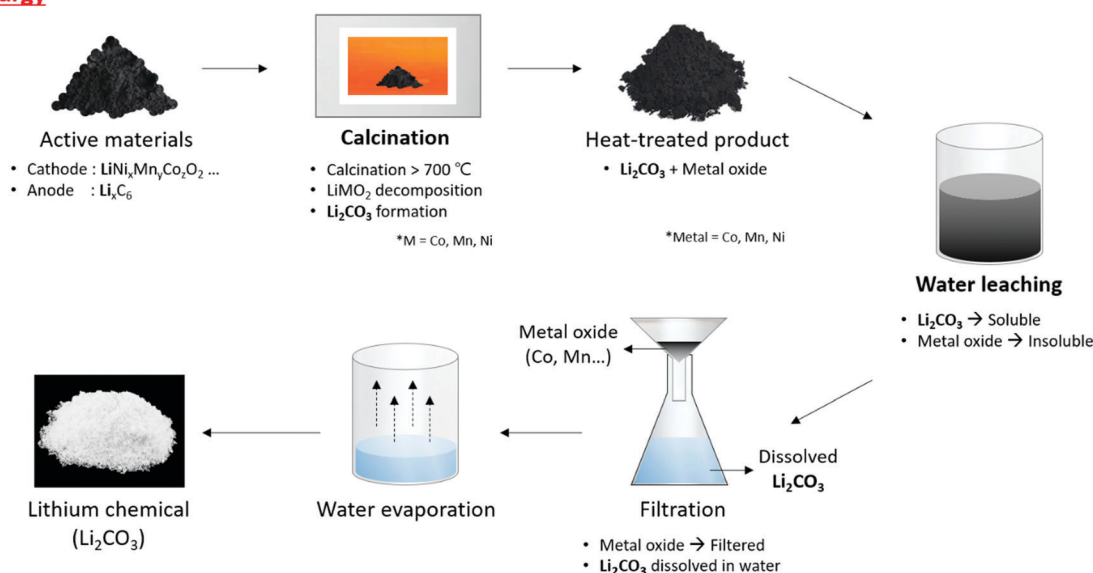 Active materials
• Cathode : LiNiₓMnᵧCo₂O₂ ...
• Anode : LiₓC₆
Calcination
• Calcination > 700 ℃
• LiMO₂ decomposition
• Li₂CO₃ formation
*M = Co, Mn, Ni
Heat-treated product
• Li₂CO₃ + Metal oxide
*Metal = Co, Mn, Ni
Water leaching
• Li₂CO₃ → Soluble
• Metal oxide → Insoluble
Metal oxide
(Co, Mn...)
Dissolved
Li₂CO₃
Filtration
• Metal oxide → Filtered
• Li₂CO₃ dissolved in water
Water evaporation
Lithium chemical
(Li₂CO₃)